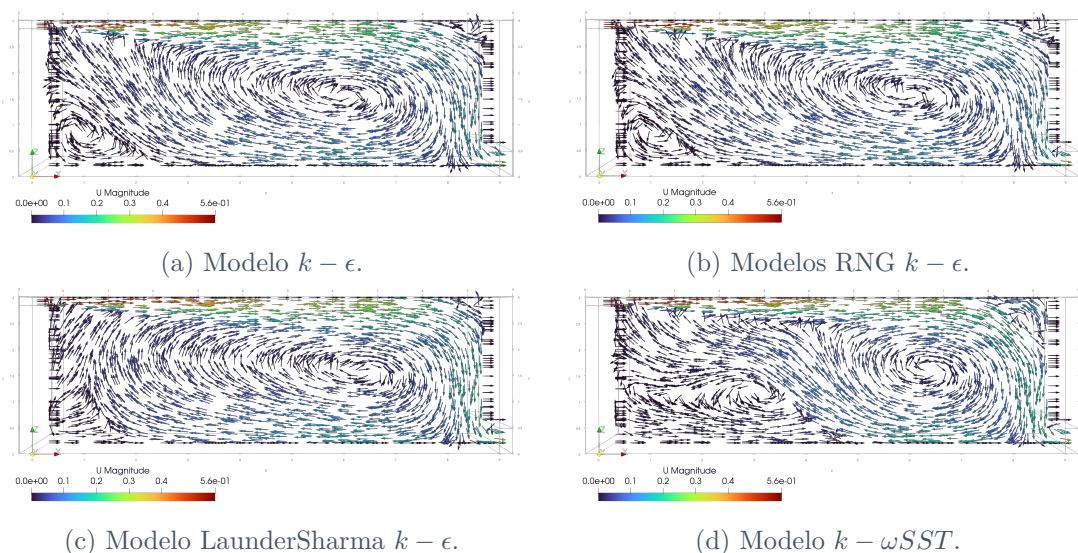 U Magnitude
0.0e+00 0.1 0.2 0.3 0.4 5.6e-01
U Magnitude
0.0e+00 0.1 0.2 0.3 0.4 5.6e-01
(a) Modelo k − ϵ.
(b) Modelos RNG k − ϵ.
U Magnitude
0.0e+00 0.1 0.2 0.3 0.4 5.6e-01
U Magnitude
0.0e+00 0.1 0.2 0.3 0.4 5.6e-01
(c) Modelo LaunderSharma k − ϵ.
(d) Modelo k − ωSST.